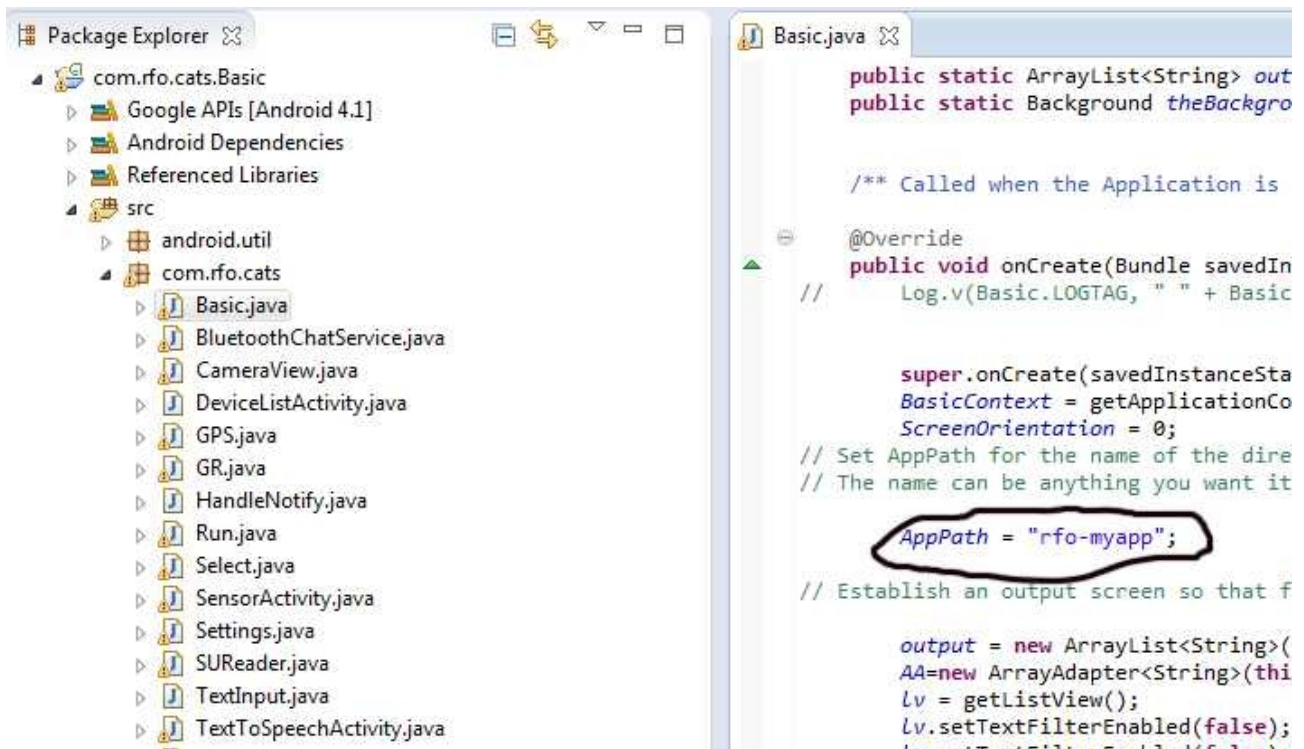 Package Explorer
com.rfo.cats.Basic
Google APIs [Android 4.1]
Android Dependencies
Referenced Libraries
src
android.util
com.rfo.cats
Basic.java
BluetoothChatService.java
CameraView.java
DeviceListActivity.java
GPS.java
GR.java
HandleNotify.java
Run.java
Select.java
SensorActivity.java
Settings.java
SUReader.java
TextInput.java
TextToSpeechActivity.java
Basic.java
public static ArrayList<String> out
public static Background theBackgro
/** Called when the Application is
@Override
public void onCreate(Bundle savedIn
// Log.v(Basic.LOGTAG, " " + Basic
super.onCreate(savedInstanceSta
BasicContext = getApplicationCo
ScreenOrientation = 0;
// Set AppPath for the name of the dire
// The name can be anything you want it
AppPath = "rfo-myapp";
// Establish an output screen so that f
output = new ArrayList<String>(
AA=new ArrayAdapter<String>(thi
lv = getListView();
lv.setTextFilterEnabled(false);